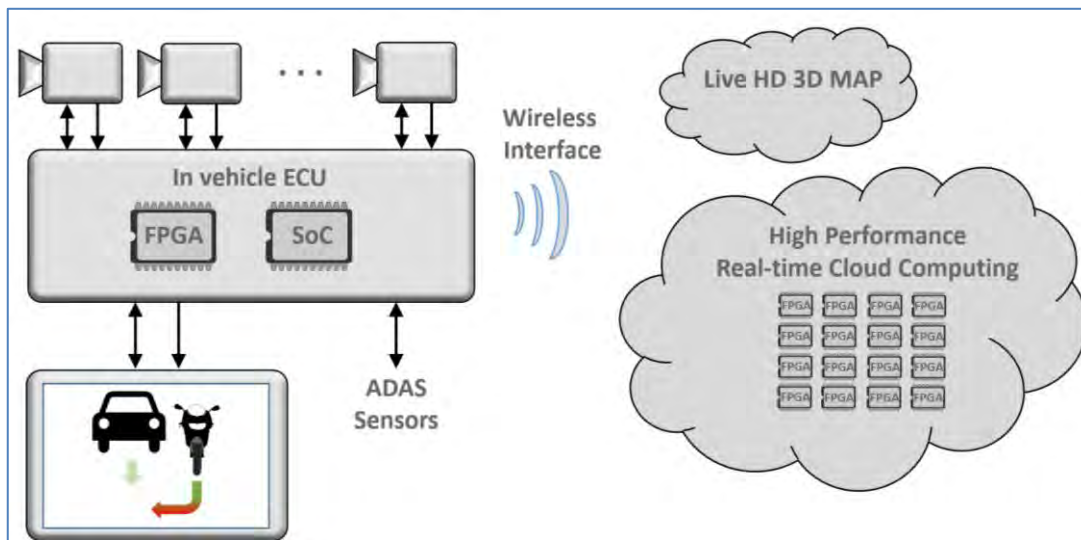 In vehicle ECU
FPGA
SoC
ADAS
Sensors
Wireless
Interface
Live HD 3D MAP
High Performance
Real-time Cloud Computing
FPGA FPGA FPGA FPGA
FPGA FPGA FPGA FPGA
FPGA FPGA FPGA FPGA
FPGA FPGA FPGA FPGA